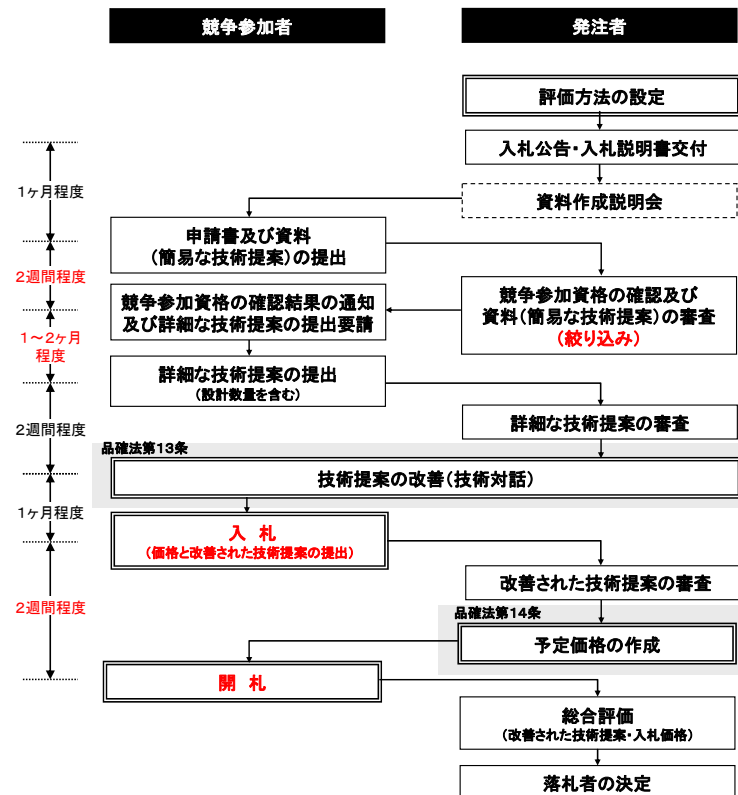 競争参加者
発注者
評価方法の設定
入札公告・入札説明書交付
1ヶ月程度
資料作成説明会
申請書及び資料
（簡易な技術提案）の提出
2週間程度
競争参加資格の確認結果の通知
及び詳細な技術提案の提出要請
競争参加資格の確認及び
資料（簡易な技術提案）の審査
（絞り込み）
1～2ヶ月
程度
詳細な技術提案の提出
（設計数量を含む）
2週間程度
詳細な技術提案の審査
品確法第13条
技術提案の改善（技術対話）
1ヶ月程度
入 札
（価格と改善された技術提案の提出）
改善された技術提案の審査
2週間程度
品確法第14条
予定価格の作成
開 札
総合評価
（改善された技術提案・入札価格）
落札者の決定